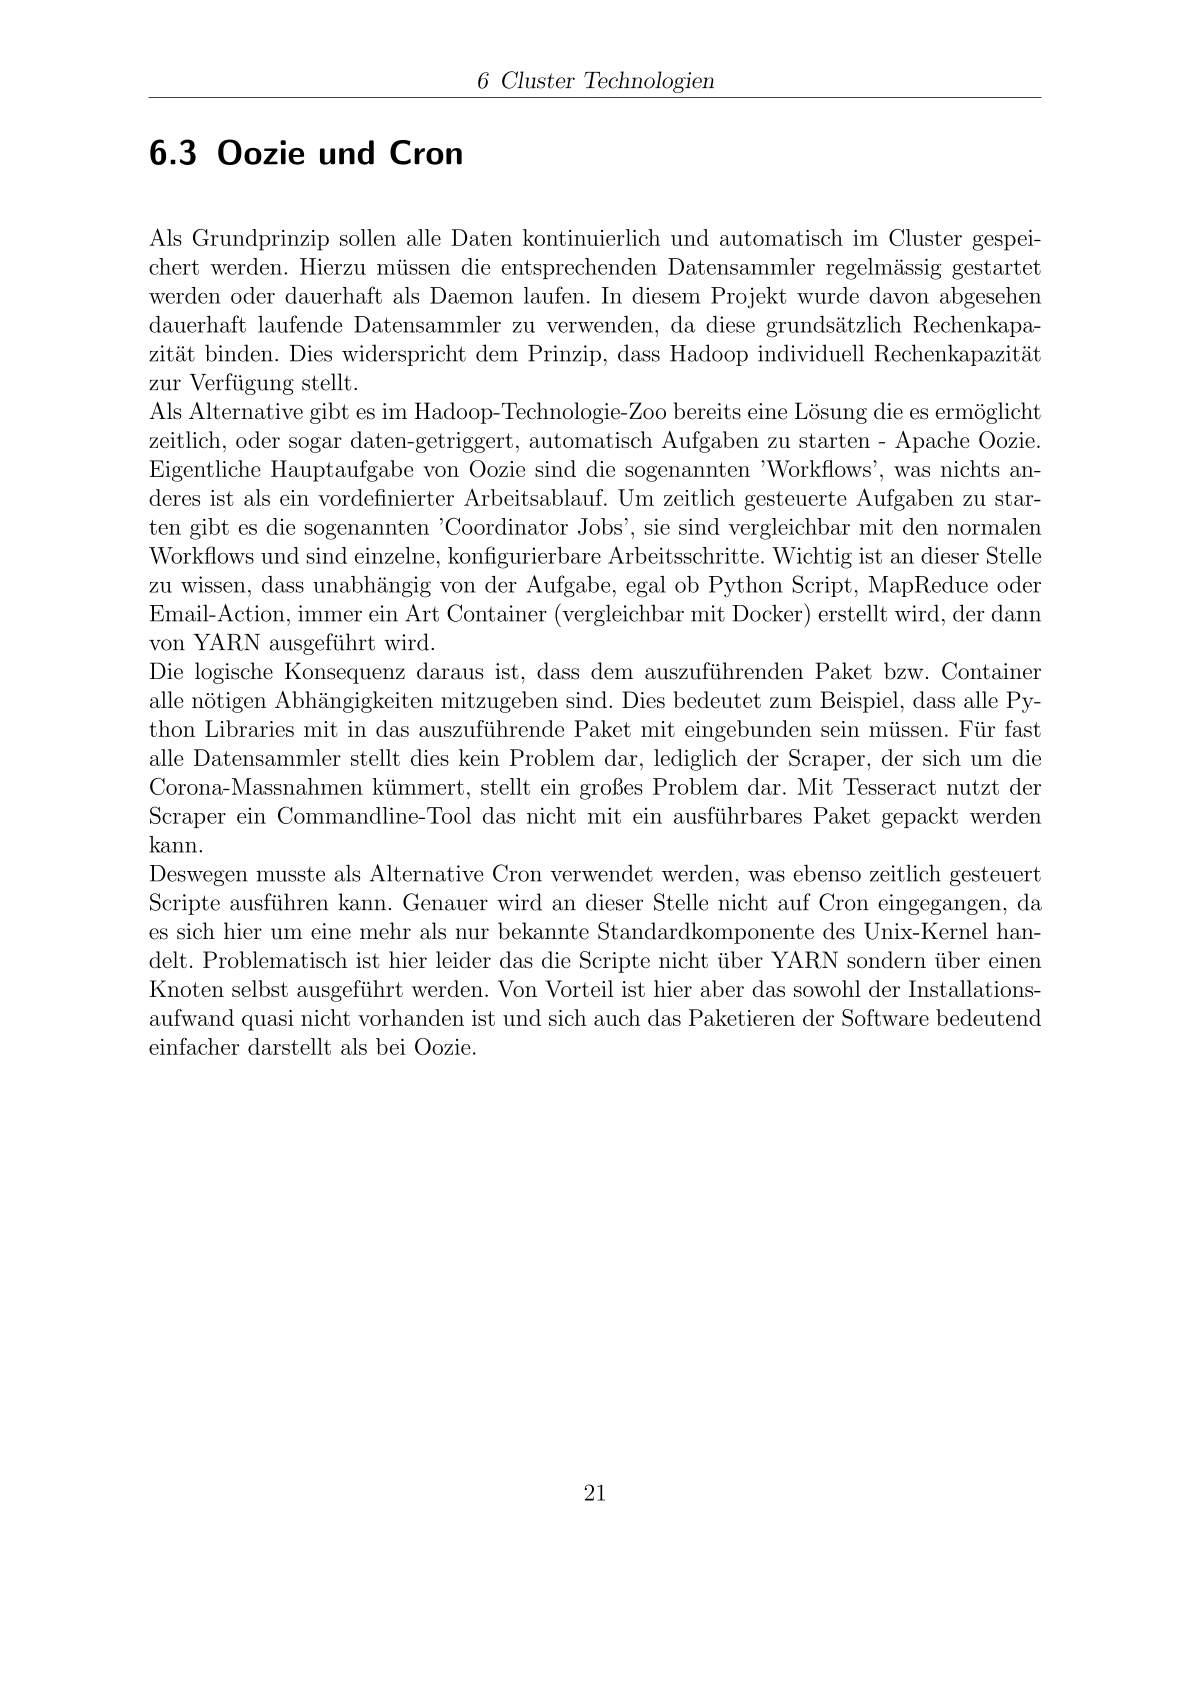 6 Cluster Technologien
6.3 Oozie und Cron
Als Grundprinzip sollen alle Daten kontinuierlich und automatisch im Cluster gespei-
chert werden. Hierzu müssen die entsprechenden Datensammler regelmässig gestartet
werden oder dauerhaft als Daemon laufen. In diesem Projekt wurde davon abgesehen
dauerhaft laufende Datensammler zu verwenden, da diese grundsätzlich Rechenkapa-
zität binden. Dies widerspricht dem Prinzip, dass Hadoop individuell Rechenkapazität
zur Verfügung stellt.
Als Alternative gibt es im Hadoop-Technologie-Zoo bereits eine Lösung die es ermöglicht
zeitlich, oder sogar daten-getriggert, automatisch Aufgaben zu starten - Apache Oozie.
Eigentliche Hauptaufgabe von Oozie sind die sogenannten ’Workflows’, was nichts an-
deres ist als ein vordefinierter Arbeitsablauf. Um zeitlich gesteuerte Aufgaben zu star-
ten gibt es die sogenannten ’Coordinator Jobs’, sie sind vergleichbar mit den normalen
Workflows und sind einzelne, konfigurierbare Arbeitsschritte. Wichtig ist an dieser Stelle
zu wissen, dass unabhängig von der Aufgabe, egal ob Python Script, MapReduce oder
Email-Action, immer ein Art Container (vergleichbar mit Docker) erstellt wird, der dann
von YARN ausgeführt wird.
Die logische Konsequenz daraus ist, dass dem auszuführenden Paket bzw. Container
alle nötigen Abhängigkeiten mitzugeben sind. Dies bedeutet zum Beispiel, dass alle Py-
thon Libraries mit in das auszuführende Paket mit eingebunden sein müssen. Für fast
alle Datensammler stellt dies kein Problem dar, lediglich der Scraper, der sich um die
Corona-Massnahmen kümmert, stellt ein großes Problem dar. Mit Tesseract nutzt der
Scraper ein Commandline-Tool das nicht mit ein ausführbares Paket gepackt werden
kann.
Deswegen musste als Alternative Cron verwendet werden, was ebenso zeitlich gesteuert
Scripte ausführen kann. Genauer wird an dieser Stelle nicht auf Cron eingegangen, da
es sich hier um eine mehr als nur bekannte Standardkomponente des Unix-Kernel han-
delt. Problematisch ist hier leider das die Scripte nicht über YARN sondern über einen
Knoten selbst ausgeführt werden. Von Vorteil ist hier aber das sowohl der Installations-
aufwand quasi nicht vorhanden ist und sich auch das Paketieren der Software bedeutend
einfacher darstellt als bei Oozie.
21